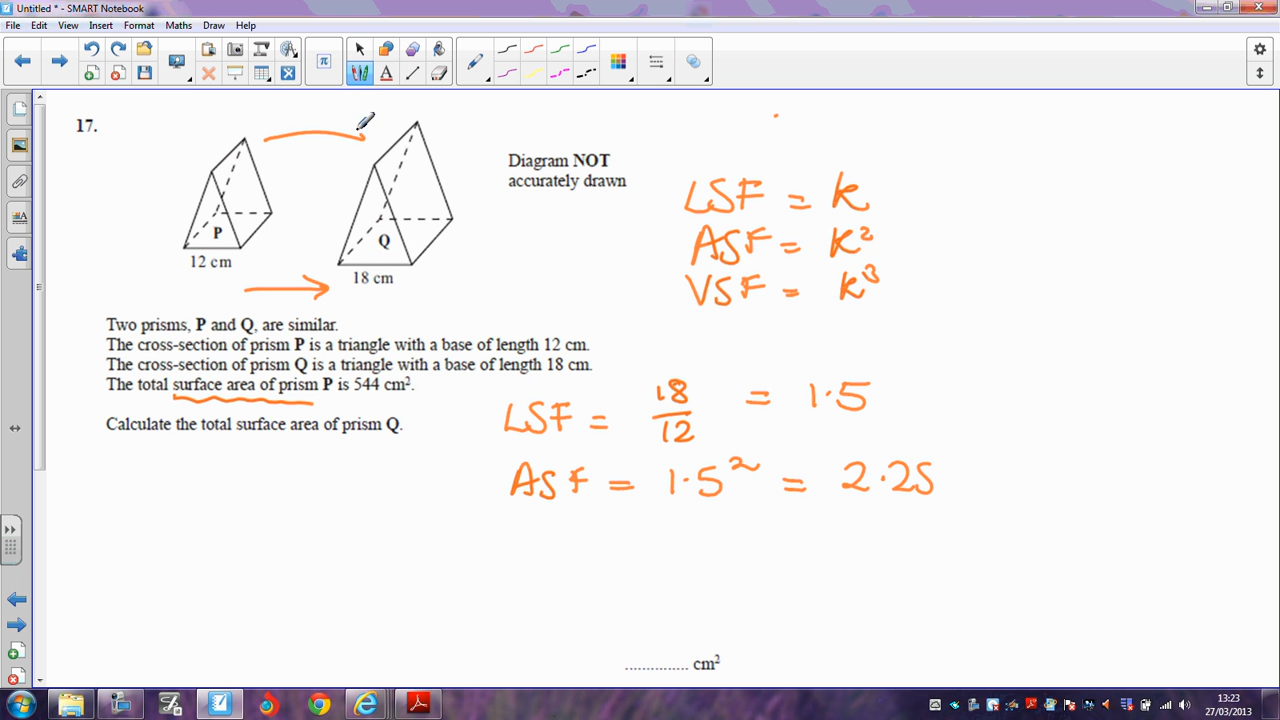 Untitled * - SMART Notebook
File Edit View Insert Format Maths Draw Help
17.
P
12 cm
Q
18 cm
Diagram NOT
accurately drawn
LSF = k
ASF = k²
VSF = k³
Two prisms, P and Q, are similar.
The cross-section of prism P is a triangle with a base of length 12 cm.
The cross-section of prism Q is a triangle with a base of length 18 cm.
The total surface area of prism P is 544 cm².
Calculate the total surface area of prism Q.
LSF = 18/12 = 1.5
ASF = 1.5² = 2.25
.............. cm²
13:23
27/03/2013